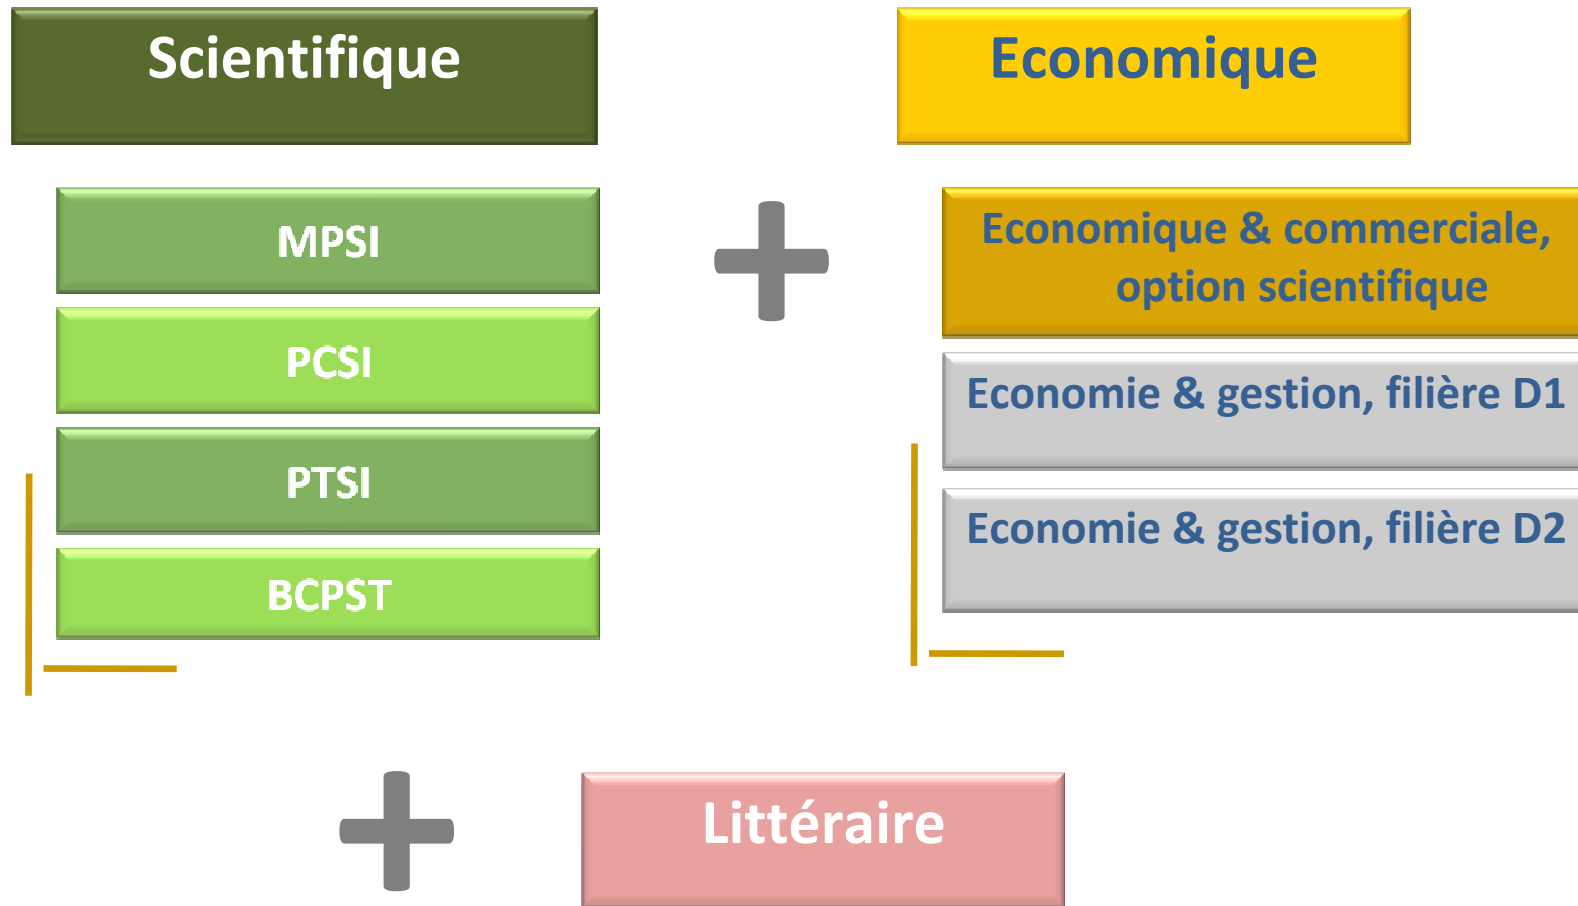 Scientifique
MPSI
PCSI
PTSI
BCPST
Economique
Economique & commerciale,
option scientifique
Economie & gestion, filière D1
Economie & gestion, filière D2
Littéraire